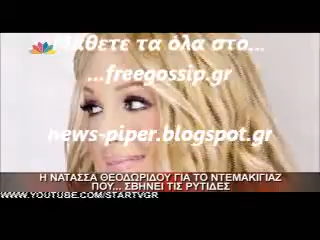 Μάθετε τα όλα στο...
...freegossip.gr
news-piper.blogspot.gr
Η ΝΑΤΑΣΣΑ ΘΕΟΔΩΡΙΔΟΥ ΓΙΑ ΤΟ ΝΤΕΜΑΚΙΓΙΑΖ
ΠΟΥ... ΣΒΗΝΕΙ ΤΙΣ ΡΥΤΙΔΕΣ
WWW.YOUTUBE.COM/STARTVGR